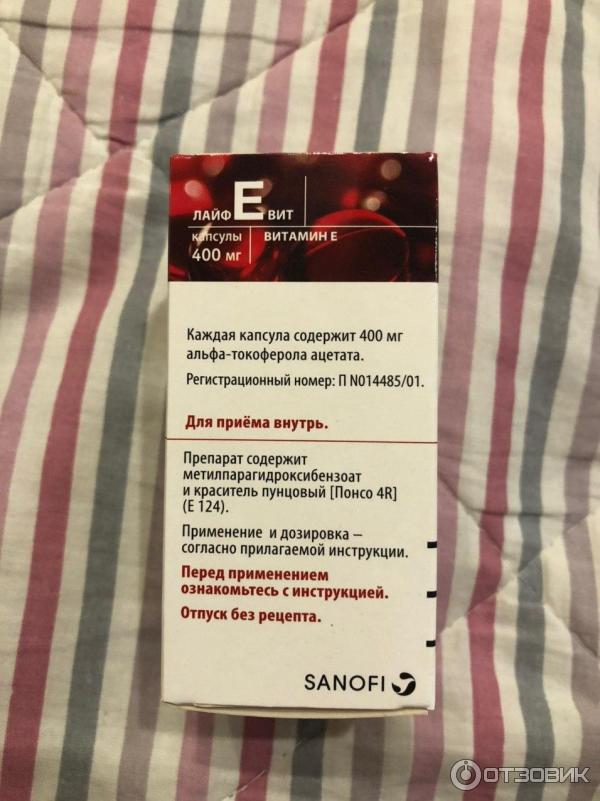 ЛАЙФ Е ВИТ
капсулы
400 мг
ВИТАМИН Е
Каждая капсула содержит 400 мг
альфа-токоферола ацетата.
Регистрационный номер: П N014485/01.
Для приёма внутрь.
Препарат содержит
метилпарагидроксибензоат
и краситель пунцовый [Понсо 4R]
(Е 124).
Применение и дозировка –
согласно прилагаемой инструкции.
Перед применением
ознакомьтесь с инструкцией.
Отпуск без рецепта.
SANOFI
ОТЗОВИК